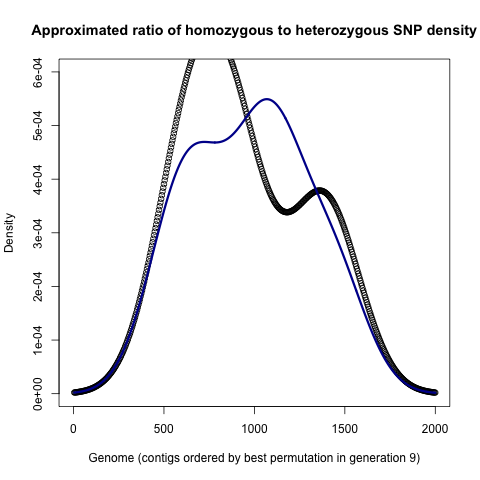 Approximated ratio of homozygous to heterozygous SNP density
6e-04
5e-04
4e-04
3e-04
2e-04
1e-04
0e+00
Density
0 500 1000 1500 2000
Genome (contigs ordered by best permutation in generation 9)